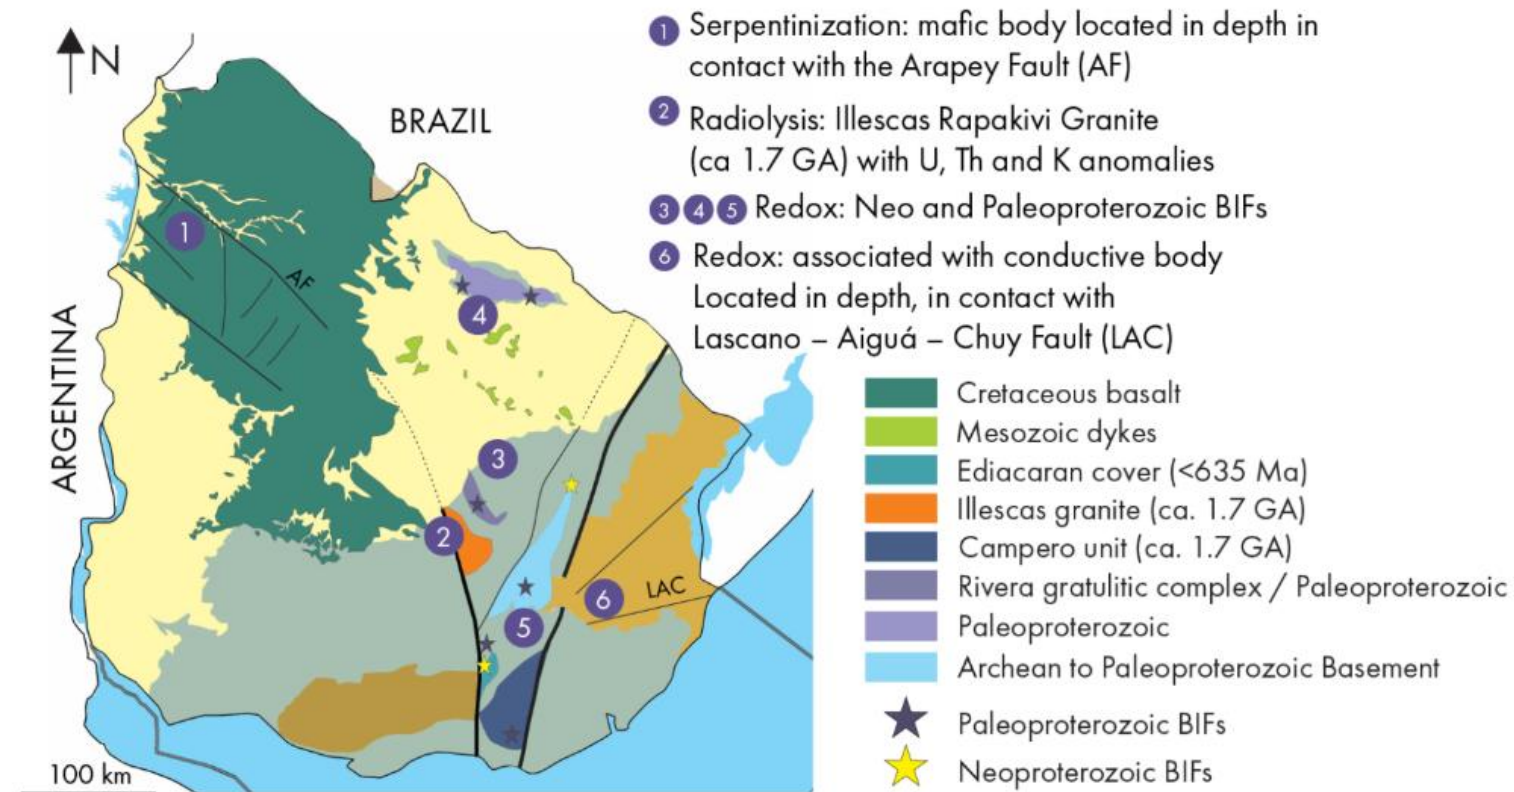 N
BRAZIL
ARGENTINA
1
AF
4
3
2
5
6
LAC
100 km
1 Serpentinization: mafic body located in depth in
contact with the Arapey Fault (AF)
2 Radiolysis: Illescas Rapakivi Granite
(ca 1.7 GA) with U, Th and K anomalies
3 4 5 Redox: Neo and Paleoproterozoic BIFs
6 Redox: associated with conductive body
Located in depth, in contact with
Lascano – Aiguá – Chuy Fault (LAC)
Cretaceous basalt
Mesozoic dykes
Ediacaran cover (<635 Ma)
Illescas granite (ca. 1.7 GA)
Campero unit (ca. 1.7 GA)
Rivera gratulitic complex / Paleoproterozoic
Paleoproterozoic
Archean to Paleoproterozoic Basement
Paleoproterozoic BIFs
Neoproterozoic BIFs